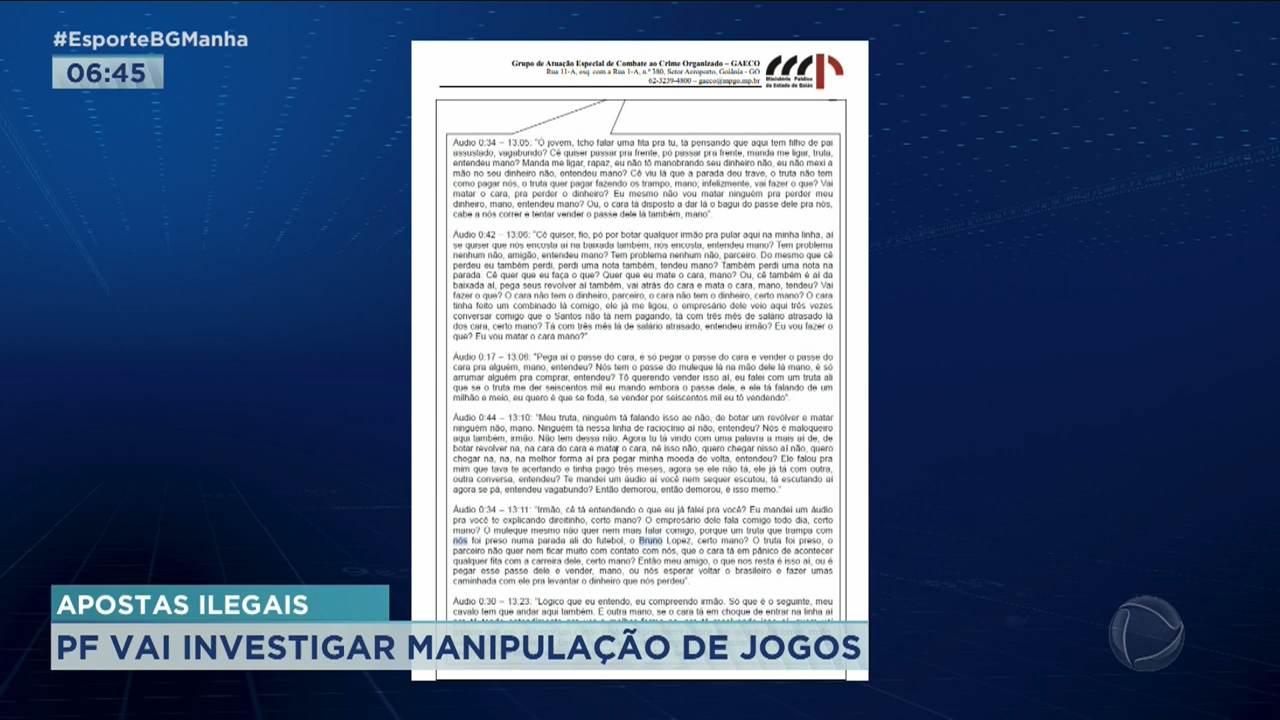 #EsporteBGManha
06:45
Grupo de Atuação Especial de Combate ao Crime Organizado – GAECO
Rua 11-A, esq. com a Rua 1-A, n.º 380, Setor Aeroporto, Goiânia - GO
62-3239-4800 – gaeco@mpgo.mp.br
Ministério Público
do Estado de Goiás
Áudio 0:34 – 13:05: "Ô jovem, tcho falar uma fita pra tu, tá pensando que aqui tem filho de pai
assustado, vagabundo? Cê quiser passar pra frente, pó passar pra frente, manda me ligar, truta,
entendeu mano? Manda me ligar, rapaz, eu não tô manobrando seu dinheiro não, eu não mexi a
mão no seu dinheiro não, entendeu mano? Cê viu lá que a parada deu trave, o truta não tem
como pagar nós, o truta quer pagar fazendo os trampo, mano; infelizmente, vai fazer o que? Vai
matar o cara, pra perder o dinheiro? Eu mesmo não vou matar ninguém pra perder meu
dinheiro, mano, entendeu mano? Ou, o cara tá disposto a dar lá o bagui do passe dele pra nós,
cabe a nós correr e tentar vender o passe dele lá também, mano".
Áudio 0:42 – 13:06: "Cê quiser, fio, pó por botar qualquer irmão pra pular aqui na minha linha, aí
se quiser que nós encosta aí na baixada também, nós encosta, entendeu mano? Tem problema
nenhum não, amigão, entendeu mano? Tem problema nenhum não, parceiro. Do mesmo que cê
perdeu eu também perdi, perdi uma nota também, tendeu mano? Também perdi uma nota na
parada. Cê quer que eu faça o que? Quer que eu mate o cara, mano? Ou, cê também é aí da
baixada aí, pega seus revolver aí também, vai atrás do cara e mata o cara, mano, tendeu? Vai
fazer o que? O cara não tem o dinheiro, parceiro, o cara não tem o dinheiro, certo mano? O cara
tinha feito um combinado lá comigo, ele já me ligou, o empresário dele veio aqui três vezes
conversar comigo que o Santos não tá nem pagando, tá com três mês de salário atrasado lá
dos cara, certo mano? Tá com três mês lá de salário atrasado, entendeu irmão? Eu vou fazer o
que? Eu vou matar o cara mano?".
Áudio 0:17 – 13:06: "Pega aí o passe do cara, é só pegar o passe do cara e vender o passe do
cara pra alguém, mano, entendeu? Nós tem o passe do muleque lá na mão dele lá mano, é só
arrumar alguém pra comprar, entendeu? Tô querendo vender isso aí, eu falei com um truta ali
que se o truta me der seiscentos mil eu mando embora o passe dele, e ele tá falando de um
milhão e meio, eu quero é que se foda, se vender por seiscentos mil eu tô vendendo".
Áudio 0:44 – 13:10: "Meu truta, ninguém tá falando isso ao não, de botar um revólver e matar
ninguém não, mano. Ninguém tá nessa linha de raciocínio aí não, entendeu? Nós é maloqueiro
aqui também, irmão. Não tem dessa não. Agora tu tá vindo com uma palavra a mais aí de, de
botar revolver na, na cara do cara e matar o cara, né isso não, quero chegar nisso aí não, quero
chegar na, na, na melhor forma aí pra pegar minha moeda de volta, entendeu? Ele falou pra
mim que tava te acertando e tinha pago três meses, agora se ele não tá, ele já tá com outra,
outra conversa, entendeu? Te mandei um áudio aí você nem sequer escutou, tá escutando aí
agora se pá, entendeu vagabundo? Então demorou, então demorou, é isso memo."
Áudio 0:34 – 13:11: "Irmão, cê tá entendendo o que eu já falei pra você? Eu mandei um áudio
pra você te explicando direitinho, certo mano? O empresário dele fala comigo todo dia, certo
mano? O muleque mesmo não quer nem mais falar comigo, porque um truta que trampa com
nós foi preso numa parada ali do futebol, o Bruno Lopez, certo mano? O truta foi preso, o
parceiro não quer nem ficar muito com contato com nós, que o cara tá em pânico de acontecer
qualquer fita com a carreira dele, certo mano? Então meu amigo, o que nos resta é isso aí, ou é
pegar esse passe dele e vender, mano, ou nós esperar voltar o brasileiro e fazer umas
caminhada com ele pra levantar o dinheiro que nós perdeu".
Áudio 0:30 – 13:23: "Lógico que eu entendo, eu compreendo irmão. Só que é o seguinte, meu
cavalo tem que andar aqui também. E outra mano, se o cara tá em choque de entrar na linha aí
APOSTAS ILEGAIS
PF VAI INVESTIGAR MANIPULAÇÃO DE JOGOS